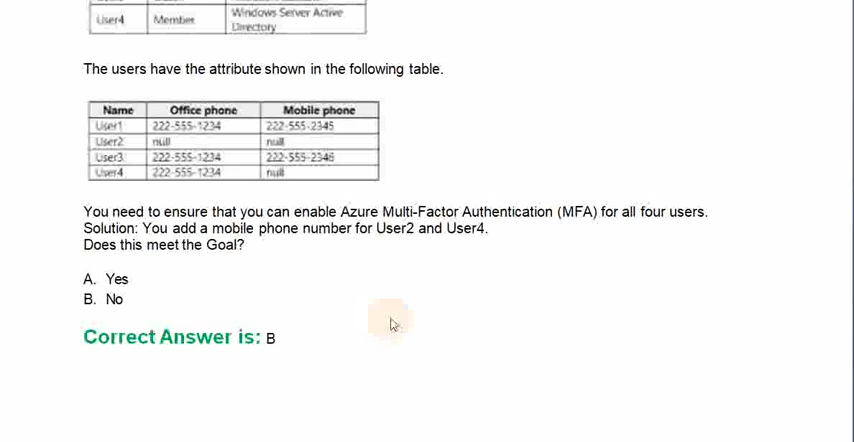 User4 Member Windows Server Active
Directory
The users have the attribute shown in the following table.
Name Office phone Mobile phone
User1 222-555-1234 222-555-2345
User2 null null
User3 222-555-1234 222-555-2346
User4 222-555-1234 null
You need to ensure that you can enable Azure Multi-Factor Authentication (MFA) for all four users.
Solution: You add a mobile phone number for User2 and User4.
Does this meet the Goal?
A. Yes
B. No
Correct Answer is: B